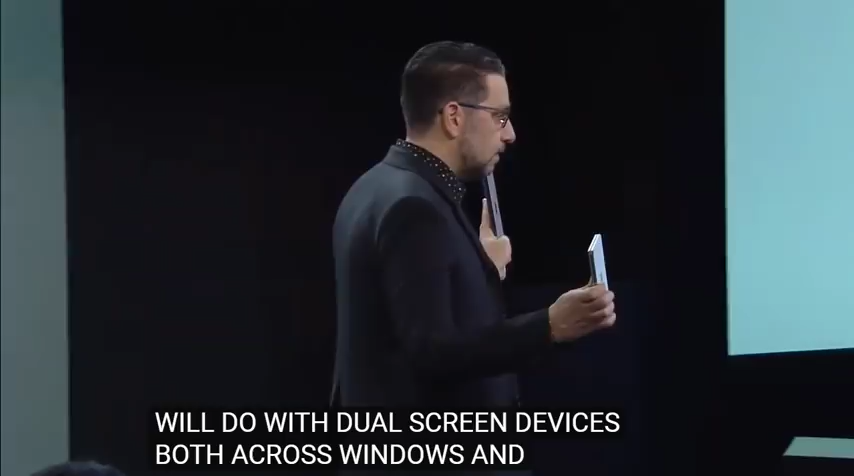 WILL DO WITH DUAL SCREEN DEVICES
BOTH ACROSS WINDOWS AND